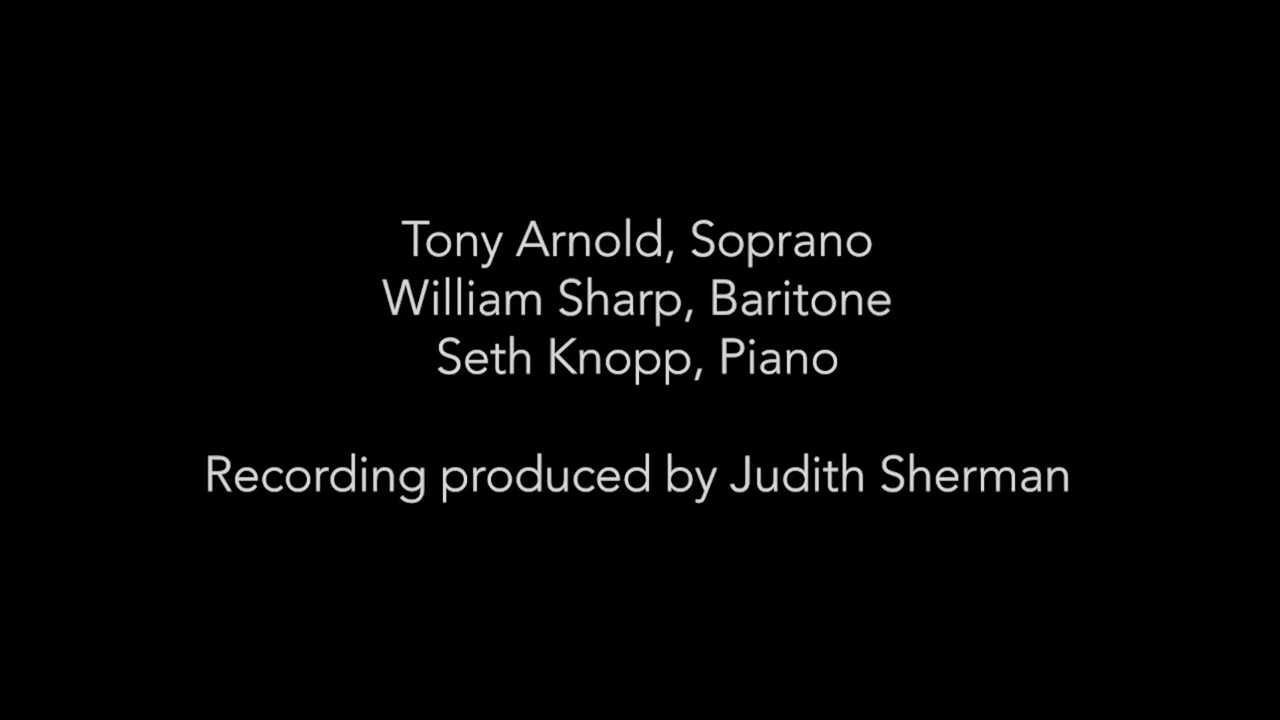 Tony Arnold, Soprano
William Sharp, Baritone
Seth Knopp, Piano
Recording produced by Judith Sherman